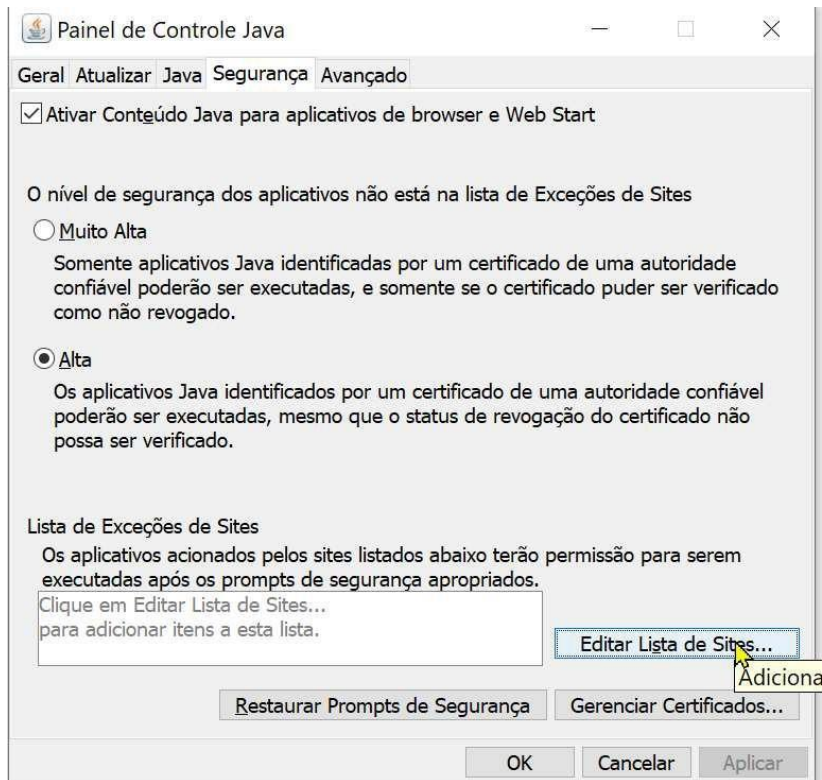 Painel de Controle Java
Geral Atualizar Java Segurança Avançado
Ativar Conteúdo Java para aplicativos de browser e Web Start
O nível de segurança dos aplicativos não está na lista de Exceções de Sites
Muito Alta
Somente aplicativos Java identificadas por um certificado de uma autoridade
confiável poderão ser executadas, e somente se o certificado puder ser verificado
como não revogado.
Alta
Os aplicativos Java identificados por um certificado de uma autoridade confiável
poderão ser executadas, mesmo que o status de revogação do certificado não
possa ser verificado.
Lista de Exceções de Sites
Os aplicativos acionados pelos sites listados abaixo terão permissão para serem
executadas após os prompts de segurança apropriados.
Clique em Editar Lista de Sites...
para adicionar itens a esta lista.
Editar Lista de Sites...
Adiciona
Restaurar Prompts de Segurança Gerenciar Certificados...
OK Cancelar Aplicar